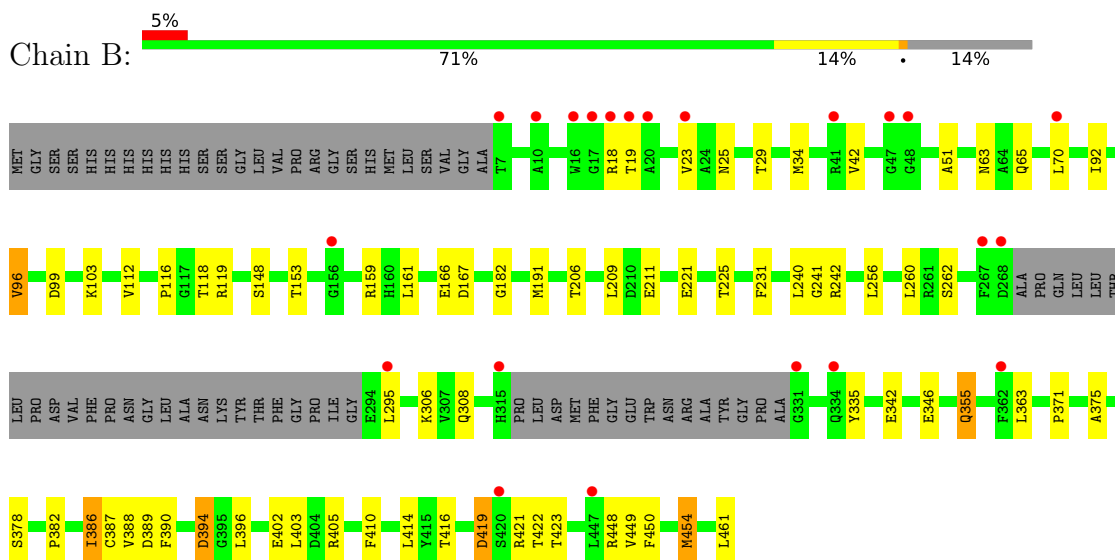 5%
Chain B:
71% 14% • 14%
MET GLY SER SER HIS HIS HIS HIS HIS HIS SER SER GLY LEU VAL PRO ARG GLY SER HIS MET LEU SER VAL GLY ALA T7 A10 W16 G17 R18 T19 A20 V23 A24 N25 T29 M34 R41 V42 G47 G48 A51 N63 A64 Q65 L70 I92
V96 D99 K103 V112 P116 G117 T118 R119 S148 T153 G156 R159 H160 L161 E166 D167 G182 M191 T206 L209 D210 E211 E221 T225 F231 L240 G241 R242 L256 L260 R261 S262 F267 D268 ALA PRO GLN LEU LEU THR
LEU PRO ASP VAL PHE PRO ASN GLY LEU ALA ASN LYS TYR THR PHE GLY PRO ILE GLY E294 L295 K306 V307 Q308 H315 PRO LEU ASP MET PHE GLY GLU TRP ASN ARG ALA TYR GLY PRO ALA G331 Q334 Y335 E342 E346 Q355 F362 L363 P371 A375
S378 P382 I386 C387 V388 D389 F390 D394 G395 L396 E402 L403 D404 R405 F410 L414 Y415 T416 D419 S420 R421 T422 T423 L447 R448 V449 F450 M454 L461